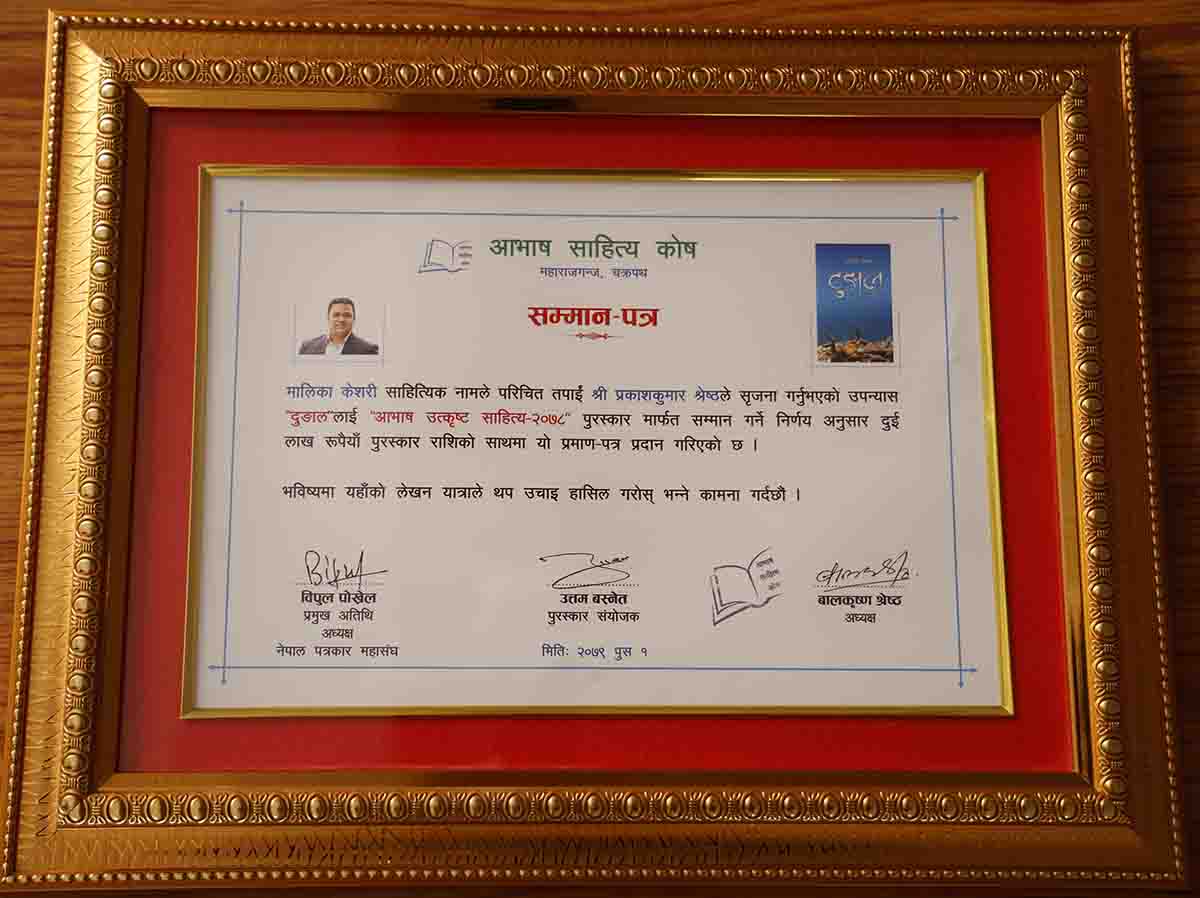 आभाष साहित्य कोष
महाराजगन्ज, चक्रपथ
सम्मान-पत्र
दुङाल
मालिका केशरी साहित्यिक नामले परिचित तपाईं श्री प्रकाशकुमार श्रेष्ठले सृजना गर्नुभएको उपन्यास
"दुङाल"लाई "आभाष उत्कृष्ट साहित्य-२०७८" पुरस्कार मार्फत सम्मान गर्ने निर्णय अनुसार दुई
लाख रूपैयाँ पुरस्कार राशिको साथमा यो प्रमाण-पत्र प्रदान गरिएको छ ।
भविष्यमा यहाँको लेखन यात्राले थप उचाइ हासिल गरोस् भन्ने कामना गर्दछौ ।
विपुल पोखेल
प्रमुख अतिथि
अध्यक्ष
नेपाल पत्रकार महासंघ
उत्तम बस्नेत
पुरस्कार संयोजक
मितिः २०७९ पुस १
आभाष
साहित्य
कोष
बालकृष्ण श्रेष्ठ
अध्यक्ष